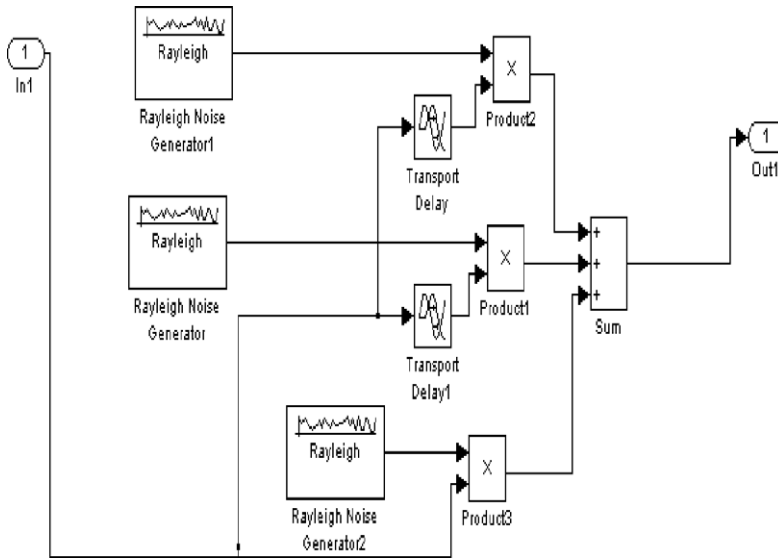 1
In1
Rayleigh
Rayleigh Noise
Generator1
X
Product2
Transport
Delay
1
Out1
Rayleigh
Rayleigh Noise
Generator
X
Product1
Transport
Delay1
+
+
+
Sum
Rayleigh
Rayleigh Noise
Generator2
X
Product3